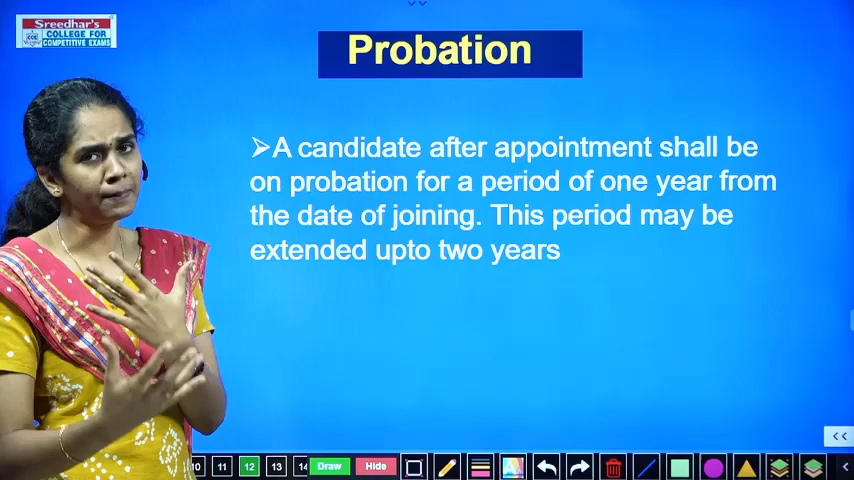 Sreedhar's
CCE
COLLEGE FOR
COMPETITIVE EXAMS
Probation
➢A candidate after appointment shall be
on probation for a period of one year from
the date of joining. This period may be
extended upto two years
10 11 12 13 14 Draw Hide A
<<
<